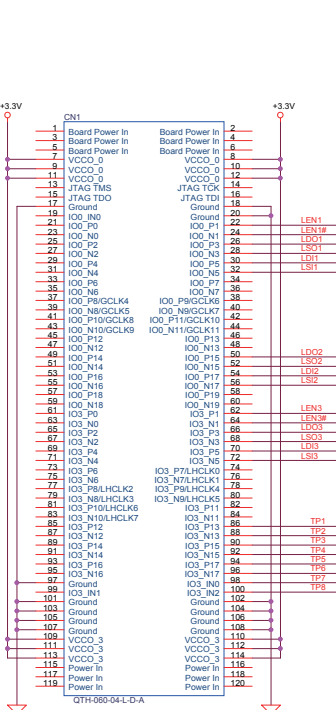 +3.3V +3.3V
CN1
1 Board Power In Board Power In 2
3 Board Power In Board Power In 4
5 Board Power In Board Power In 6
7 VCCO_0 VCCO_0 8
9 VCCO_0 VCCO_0 10
11 VCCO_0 VCCO_0 12
13 JTAG TMS JTAG TCK 14
15 JTAG TDO JTAG TDI 16
17 Ground Ground 18
19 IO0_IN0 Ground 20
21 IO0_P0 IO0_P1 22 LEN1
23 IO0_N0 IO0_N1 24 LEN1#
25 IO0_P2 IO0_P3 26 LDO1
27 IO0_N2 IO0_N3 28 LSO1
29 IO0_P4 IO0_P5 30 LDI1
31 IO0_N4 IO0_N5 32 LSI1
33 IO0_P6 IO0_P7 34
35 IO0_N6 IO0_N7 36
37 IO0_P8/GCLK4 IO0_P9/GCLK6 38
39 IO0_N8/GCLK5 IO0_N9/GCLK7 40
41 IO0_P10/GCLK8 IO0_P11/GCLK10 42
43 IO0_N10/GCLK9 IO0_N11/GCLK11 44
45 IO0_P12 IO0_P13 46
47 IO0_N12 IO0_N13 48
49 IO0_P14 IO0_P15 50 LDO2
51 IO0_N14 IO0_N15 52 LSO2
53 IO0_P16 IO0_P17 54 LDI2
55 IO0_N16 IO0_N17 56 LSI2
57 IO0_P18 IO0_P19 58
59 IO0_N18 IO0_N19 60
61 IO3_P0 IO3_P1 62 LEN3
63 IO3_N0 IO3_N1 64 LEN3#
65 IO3_P2 IO3_P3 66 LDO3
67 IO3_N2 IO3_N3 68 LSO3
69 IO3_P4 IO3_P5 70 LDI3
71 IO3_N4 IO3_N5 72 LSI3
73 IO3_P6 IO3_P7/LHCLK0 74
75 IO3_N6 IO3_N7/LHCLK1 76
77 IO3_P8/LHCLK2 IO3_P9/LHCLK4 78
79 IO3_N8/LHCLK3 IO3_N9/LHCLK5 80
81 IO3_P10/LHCLK6 IO3_P11 82
83 IO3_N10/LHCLK7 IO3_N11 84
85 IO3_P12 IO3_P13 86 TP1
87 IO3_N12 IO3_N13 88 TP2
89 IO3_P14 IO3_P15 90 TP3
91 IO3_N14 IO3_N15 92 TP4
93 IO3_P16 IO3_P17 94 TP5
95 IO3_N16 IO3_N17 96 TP6
97 Ground IO3_IN0 98 TP7
99 IO3_IN1 IO3_IN2 100 TP8
101 Ground Ground 102
103 Ground Ground 104
105 Ground Ground 106
107 Ground Ground 108
109 VCCO_3 VCCO_3 110
111 VCCO_3 VCCO_3 112
113 VCCO_3 VCCO_3 114
115 Power In Power In 116
117 Power In Power In 118
119 Power In Power In 120
QTH-060-04-L-D-A